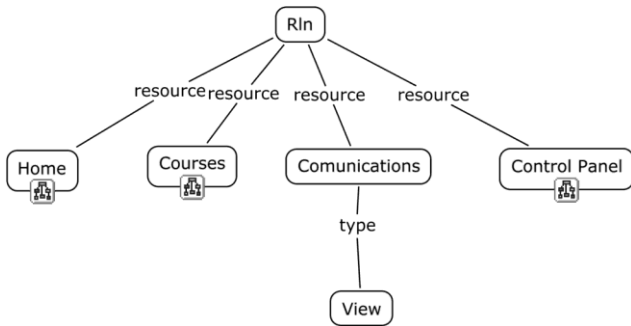 Rln
resource resource resource resource
Home Courses Comunications Control Panel
type
View